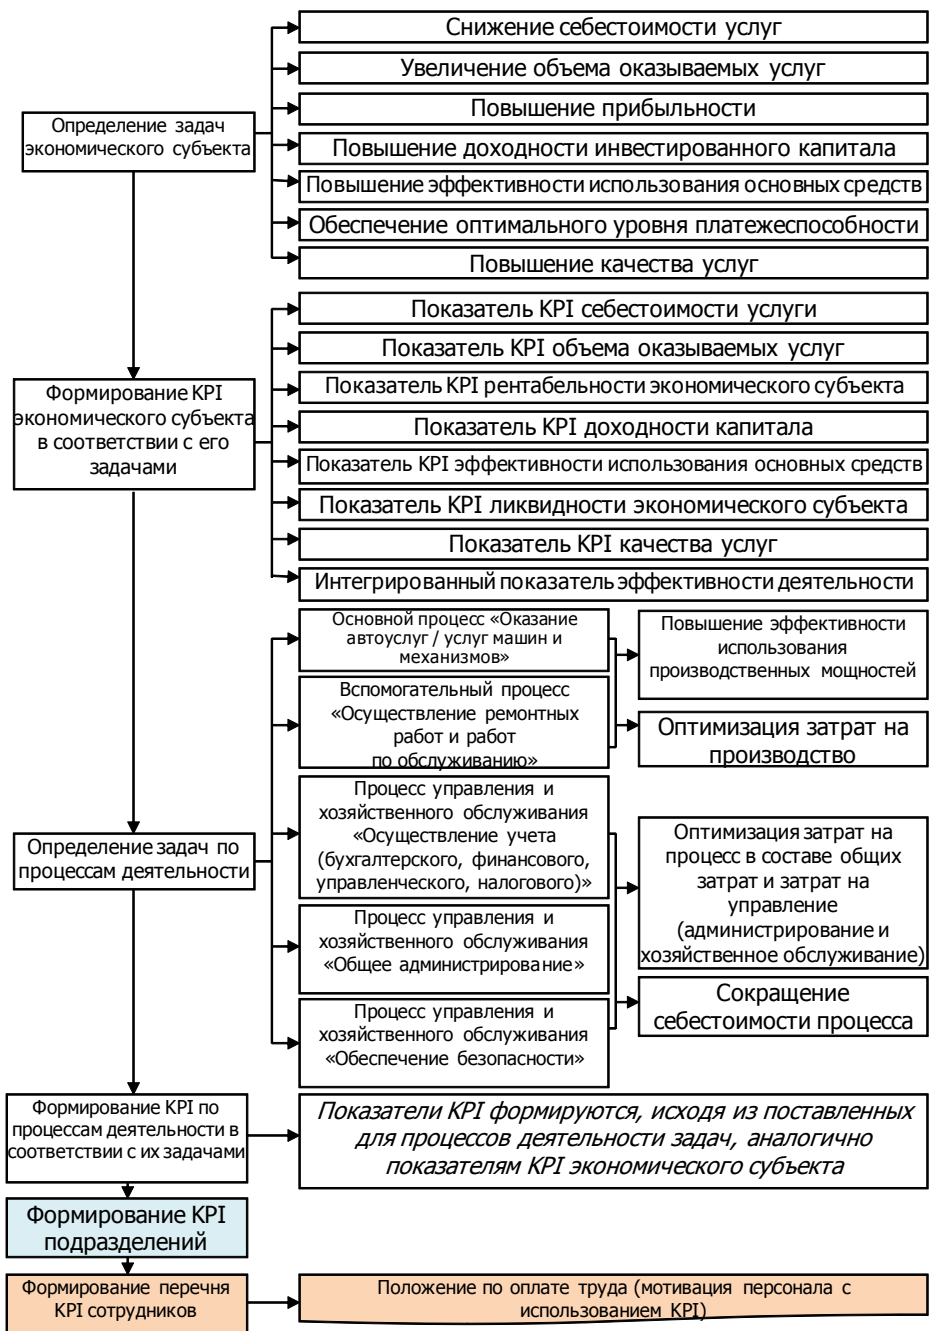 Определение задач
экономического субъекта
Снижение себестоимости услуг
Увеличение объема оказываемых услуг
Повышение прибыльности
Повышение доходности инвестированного капитала
Повышение эффективности использования основных средств
Обеспечение оптимального уровня платежеспособности
Повышение качества услуг
Формирование KPI
экономического субъекта
в соответствии с его
задачами
Показатель KPI себестоимости услуги
Показатель KPI объема оказываемых услуг
Показатель KPI рентабельности экономического субъекта
Показатель KPI доходности капитала
Показатель KPI эффективности использования основных средств
Показатель KPI ликвидности экономического субъекта
Показатель KPI качества услуг
Интегрированный показатель эффективности деятельности
Определение задач по
процессам деятельности
Основной процесс «Оказание
автоуслуг / услуг машин и
механизмов»
Вспомогательный процесс
«Осуществление ремонтных
работ и работ
по обслуживанию»
Повышение эффективности
использования
производственных мощностей
Оптимизация затрат на
производство
Процесс управления и
хозяйственного обслуживания
«Осуществление учета
(бухгалтерского, финансового,
управленческого, налогового)»
Процесс управления и
хозяйственного обслуживания
«Общее администрирование»
Процесс управления и
хозяйственного обслуживания
«Обеспечение безопасности»
Оптимизация затрат на
процесс в составе общих
затрат и затрат на
управление
(администрирование и
хозяйственное обслуживание)
Сокращение
себестоимости процесса
Формирование KPI по
процессам деятельности в
соответствии с их задачами
Показатели KPI формируются, исходя из поставленных
для процессов деятельности задач, аналогично
показателям KPI экономического субъекта
Формирование KPI
подразделений
Формирование перечня
KPI сотрудников
Положение по оплате труда (мотивация персонала с
использованием KPI)